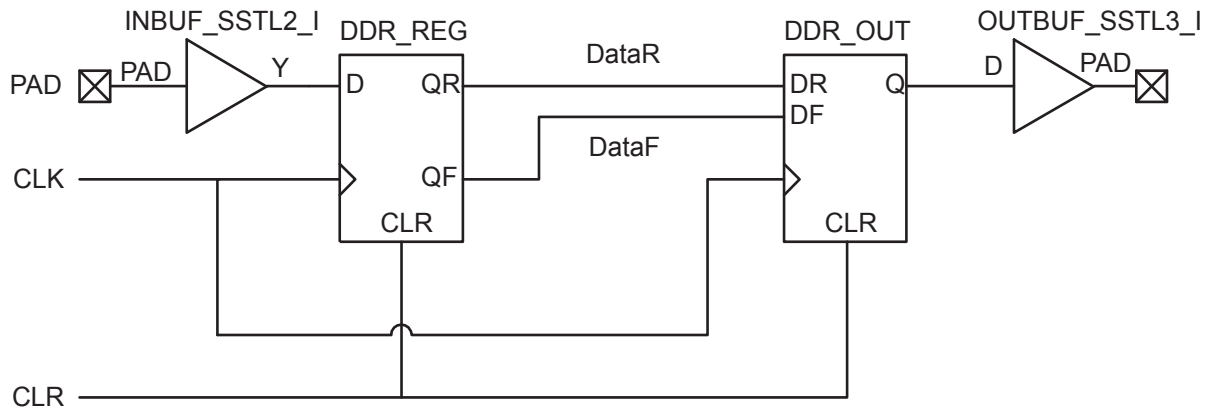 INBUF_SSTL2_I
OUTBUF_SSTL3_I
DDR_REG
DDR_OUT
DataR
PAD
PAD
Y
D
QR
DR
Q
D
PAD
DF
DataF
CLK
QF
CLR
CLR
CLR